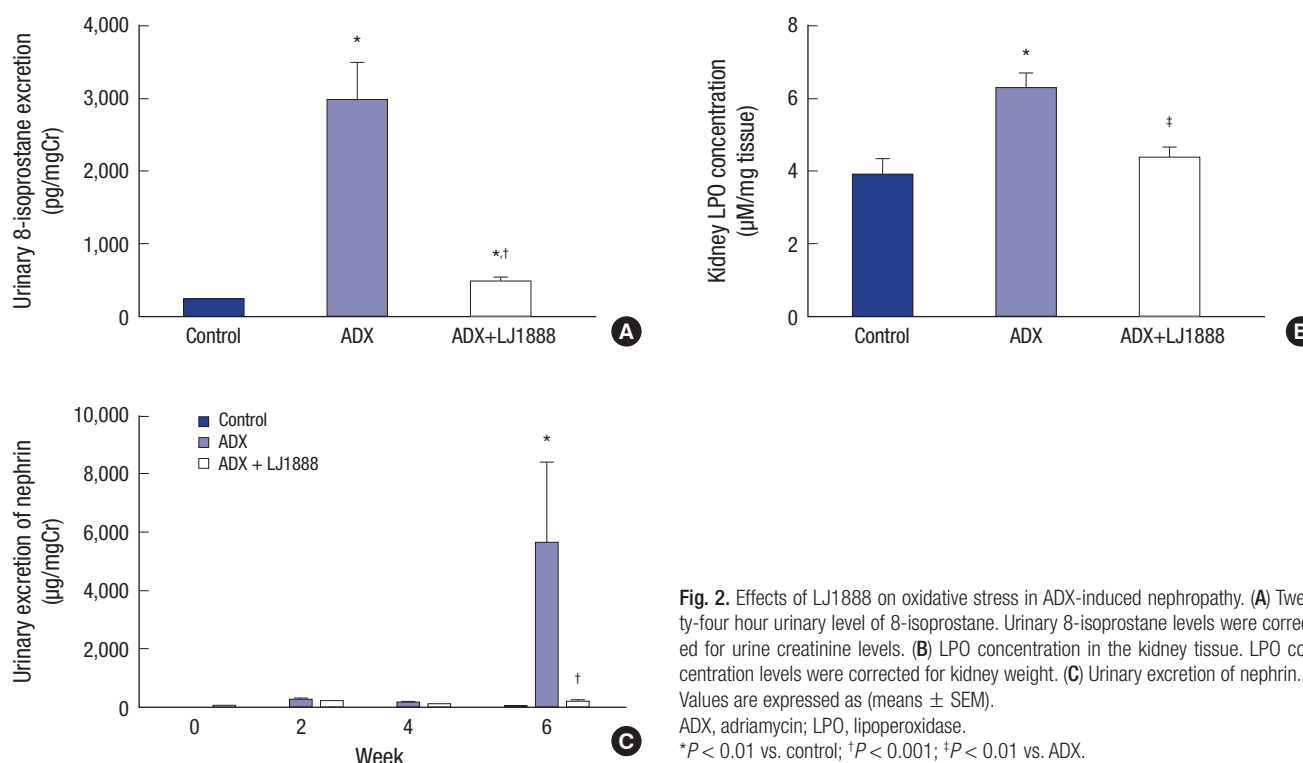 Urinary 8-isoprostane excretion
(pg/mgCr)
4,000
3,000
2,000
1,000
0
*
*,†
Control
ADX
ADX+LJ1888
A
Kidney LPO concentration
(µM/mg tissue)
8
6
4
2
0
*
‡
Control
ADX
ADX+LJ1888
Urinary excretion of nephrin
(µg/mgCr)
10,000
8,000
6,000
4,000
2,000
0
Control
ADX
ADX + LJ1888
*
†
0
2
4
6
Week
C
Fig. 2. Effects of LJ1888 on oxidative stress in ADX-induced nephropathy. (A) Twe
ty-four hour urinary level of 8-isoprostane. Urinary 8-isoprostane levels were correc
ed for urine creatinine levels. (B) LPO concentration in the kidney tissue. LPO co
centration levels were corrected for kidney weight. (C) Urinary excretion of nephrin.
Values are expressed as (means ± SEM).
ADX, adriamycin; LPO, lipoperoxidase.
*P < 0.01 vs. control; †P < 0.001; ‡P < 0.01 vs. ADX.